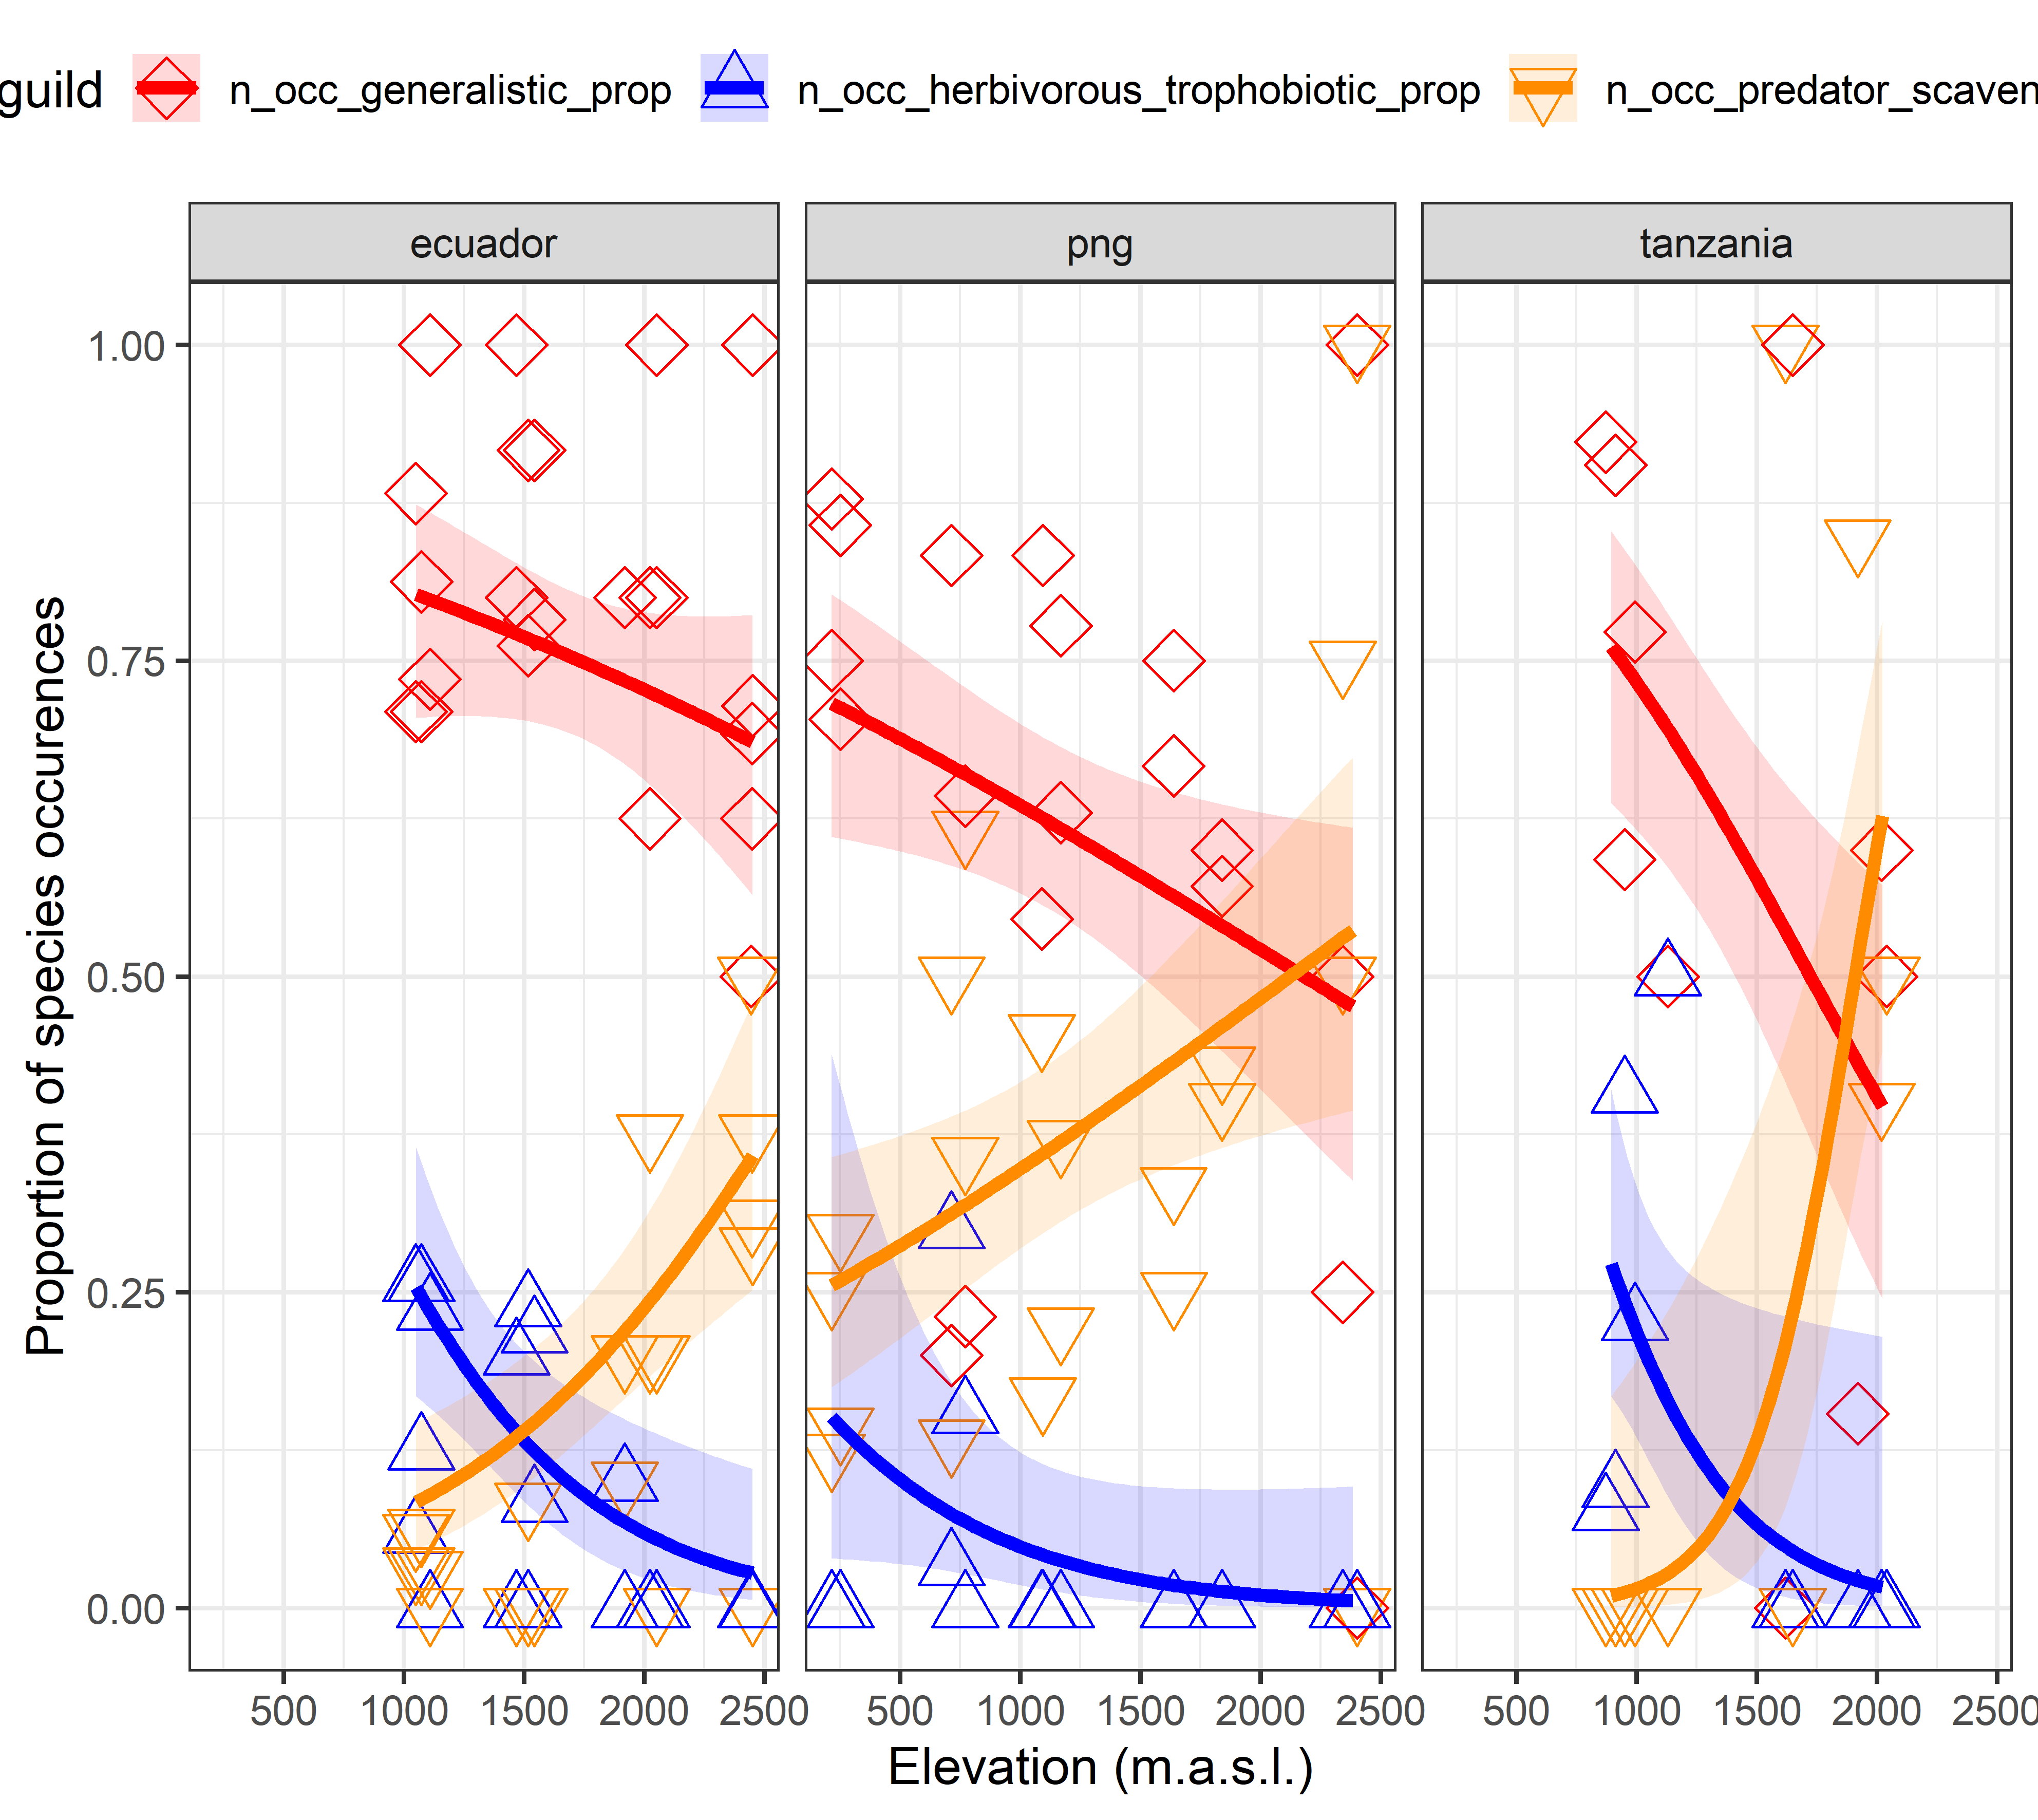 guild n_occ_generalistic_prop n_occ_herbivorous_trophobiotic_prop n_occ_predator_scaven
ecuador png tanzania
1.00
0.75
0.50
0.25
0.00
Proportion of species occurences
500 1000 1500 2000 2500 500 1000 1500 2000 2500 500 1000 1500 2000 2500
Elevation (m.a.s.l.)